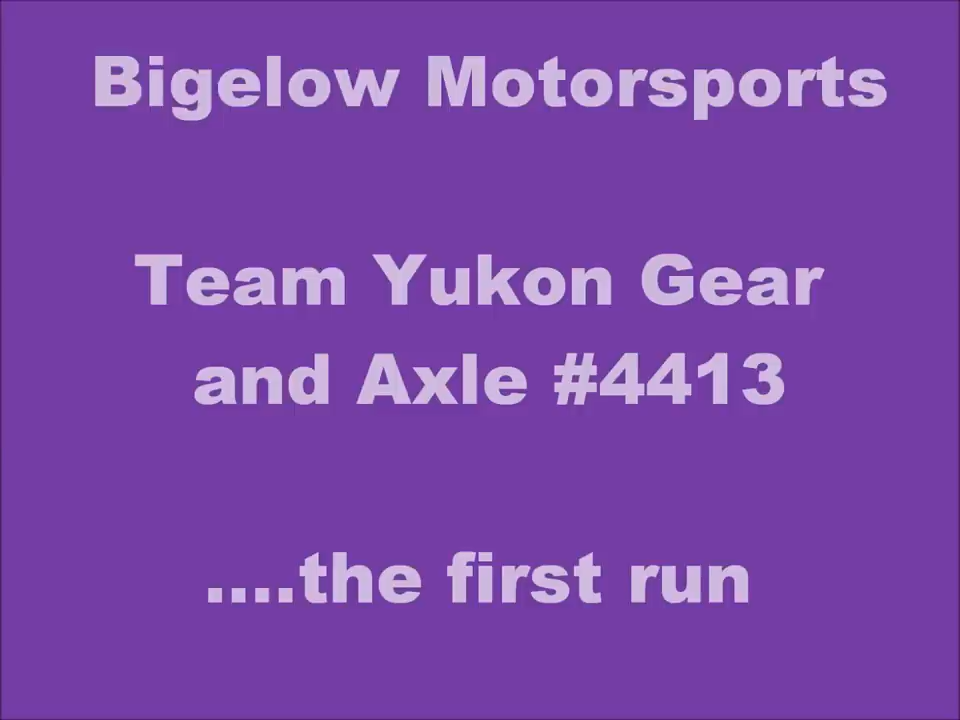 Bigelow Motorsports
Team Yukon Gear
and Axle #4413
....the first run